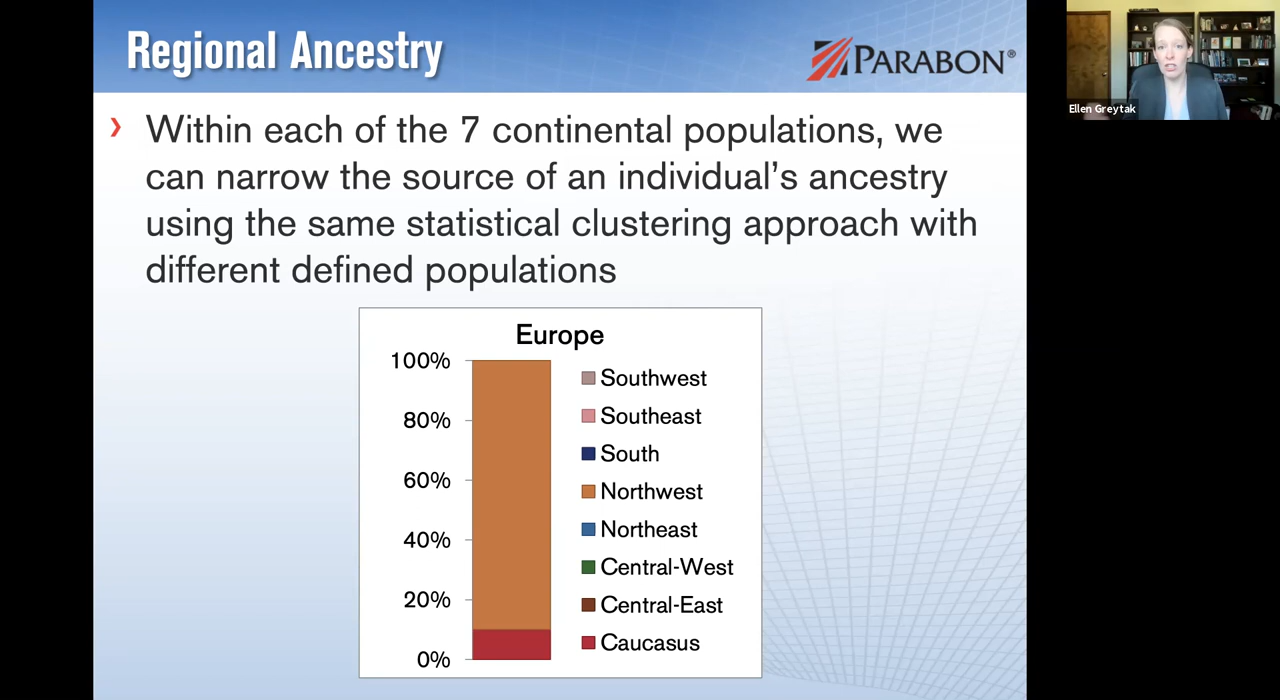 Regional Ancestry
PARABON®
Ellen Greytak
› Within each of the 7 continental populations, we
can narrow the source of an individual’s ancestry
using the same statistical clustering approach with
different defined populations
Europe
100%
80%
60%
40%
20%
0%
Southwest
Southeast
South
Northwest
Northeast
Central-West
Central-East
Caucasus